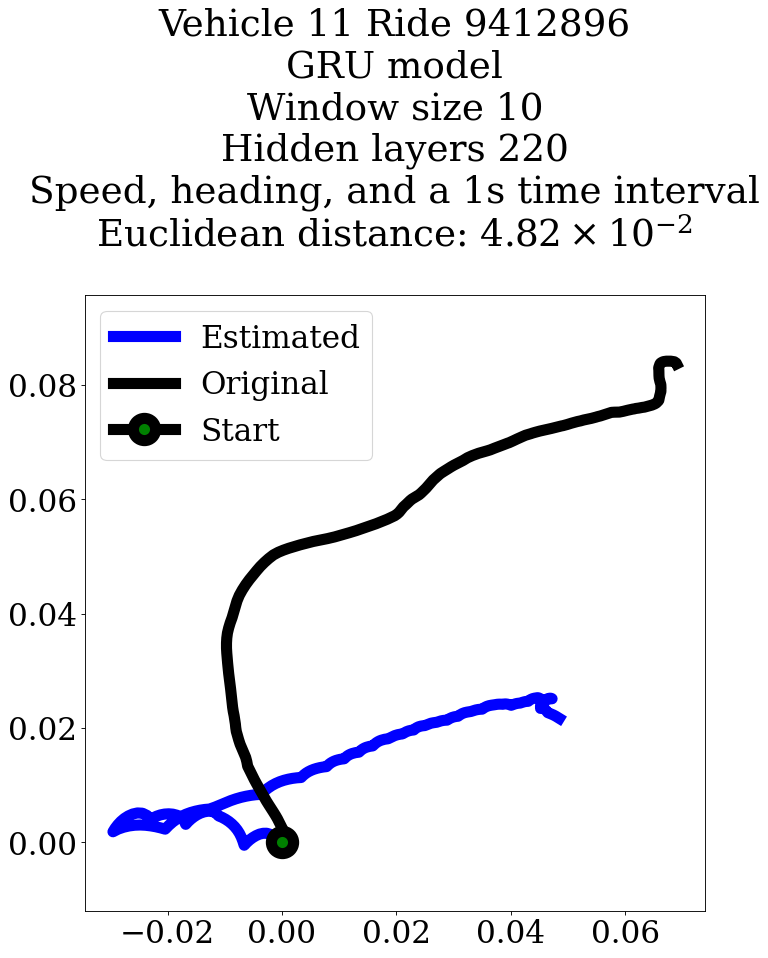 Vehicle 11 Ride 9412896
GRU model
Window size 10
Hidden layers 220
Speed, heading, and a 1s time interval
Euclidean distance: 4.82 × 10⁻²
Estimated
Original
Start
0.08
0.06
0.04
0.02
0.00
−0.02 0.00 0.02 0.04 0.06